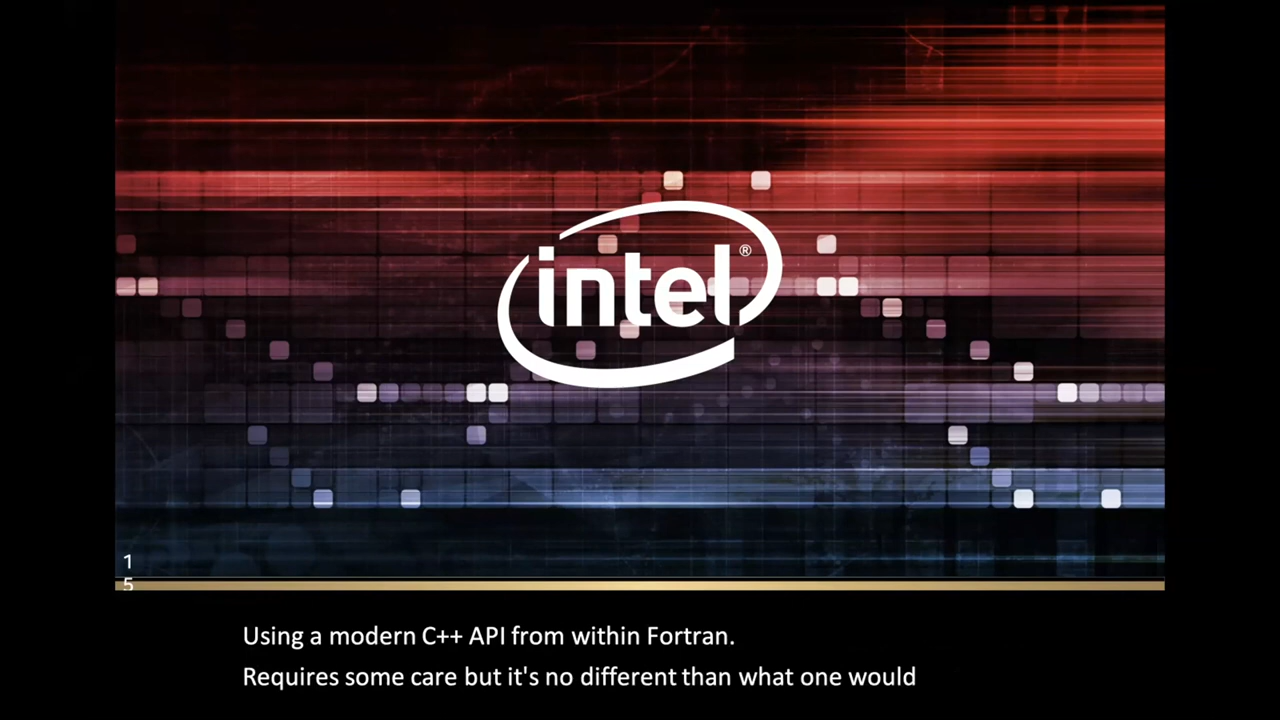 intel®
1
5
Using a modern C++ API from within Fortran.
Requires some care but it's no different than what one would